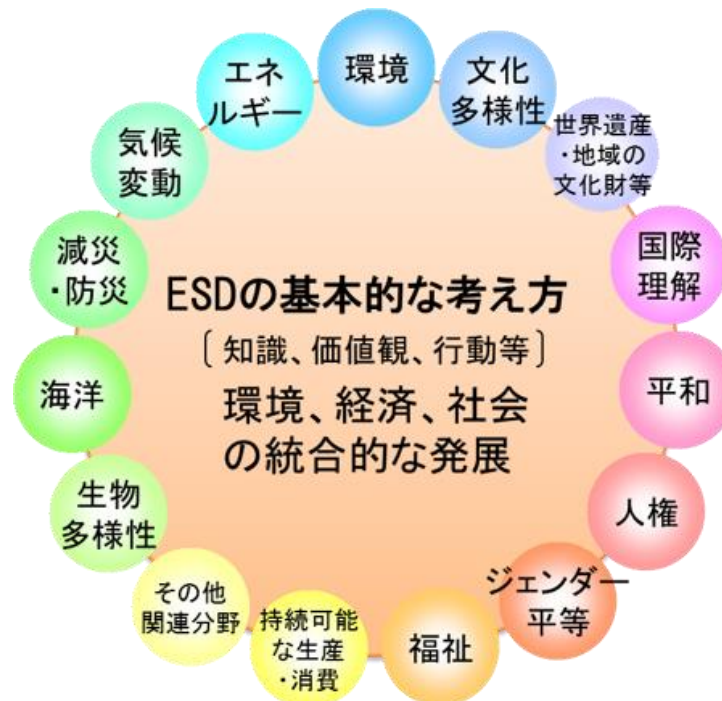 環境
文化
多様性
世界遺産
・地域の
文化財等
国際
理解
平和
人権
ジェンダー
平等
福祉
持続可能
な生産
・消費
その他
関連分野
生物
多様性
海洋
減災
・防災
気候
変動
エネ
ルギー
ESDの基本的な考え方
〔知識、価値観、行動等〕
環境、経済、社会
の統合的な発展